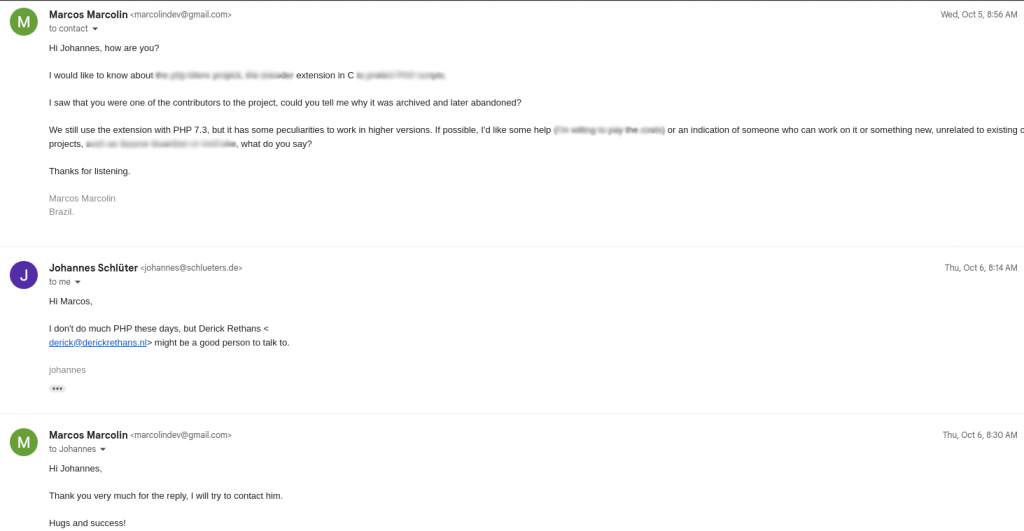 M
Marcos Marcolin <marcolindev@gmail.com>
Wed, Oct 5, 8:56 AM
to contact
Hi Johannes, how are you?
I would like to know about extension in C
I saw that you were one of the contributors to the project, could you tell me why it was archived and later abandoned?
We still use the extension with PHP 7.3, but it has some peculiarities to work in higher versions. If possible, I'd like some help or an indication of someone who can work on it or something new, unrelated to existing
projects, , what do you say?
Thanks for listening.
Marcos Marcolin
Brazil.
J
Johannes Schlüter <johannes@schlueters.de>
Thu, Oct 6, 8:14 AM
to me
Hi Marcos,
I don't do much PHP these days, but Derick Rethans <
derick@derickrethans.nl> might be a good person to talk to.
johannes
M
Marcos Marcolin <marcolindev@gmail.com>
Thu, Oct 6, 8:30 AM
to Johannes
Hi Johannes,
Thank you very much for the reply, I will try to contact him.
Hugs and success!